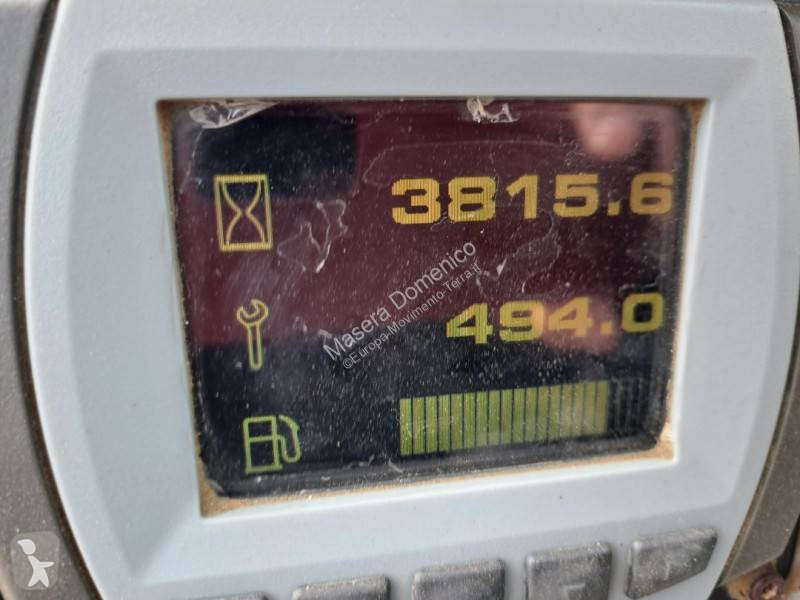 3815.6
494.0
Masera Domenico
©Europa-Movimento-Terra.it